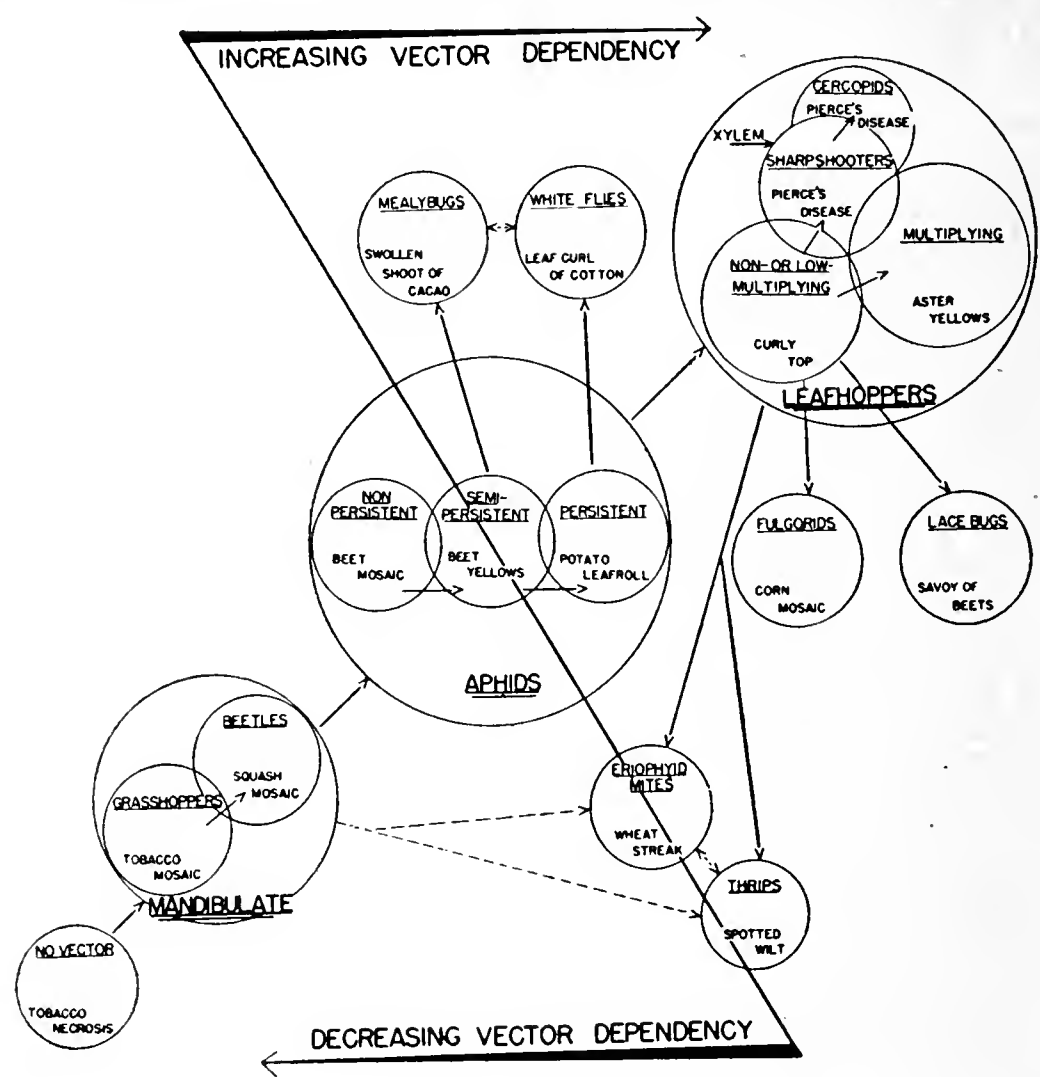 INCREASING VECTOR DEPENDENCY
CERCOPIDS
PIERCE'S
DISEASE
XYLEM
SHARPSHOOTERS
PIERCE'S
DISEASE
MULTIPLYING
ASTER
YELLOWS
NON- OR LOW-
MULTIPLYING
CURLY
TOP
LEAFHOPPERS
MEALYBUGS
SWOLLEN
SHOOT OF
CACAO
WHITE FLIES
LEAF CURL
OF COTTON
NON
PERSISTENT
BEET
MOSAIC
SEMI-
PERSISTENT
BEET
YELLOWS
PERSISTENT
POTATO
LEAFROLL
APHIDS
FULGORIDS
CORN
MOSAIC
LACE BUGS
SAVOY OF
BEETS
BEETLES
SQUASH
MOSAIC
GRASSHOPPERS
TOBACCO
MOSAIC
MANDIBULATE
ERIOPHYID
MITES
WHEAT
STREAK
THRIPS
SPOTTED
WILT
NO VECTOR
TOBACCO
NECROSIS
DECREASING VECTOR DEPENDENCY